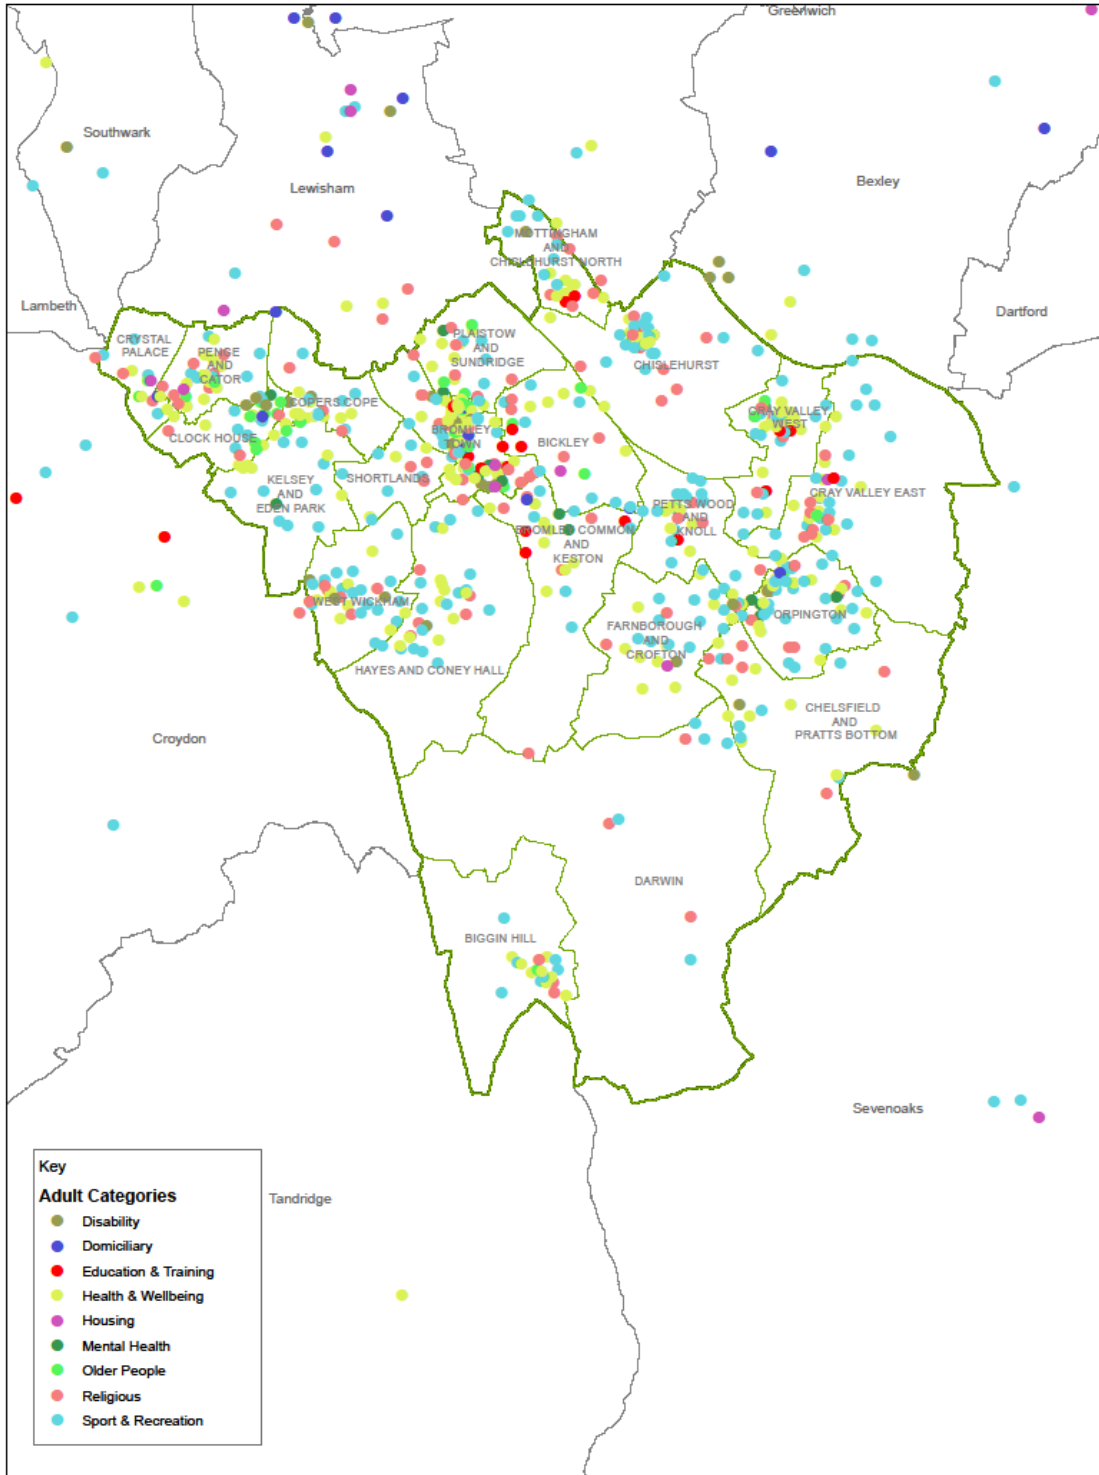 Greenwich
Southwark
Lewisham
Bexley
Lambeth
Dartford
MOTTINGHAM
AND
CHISLEHURST NORTH
CRYSTAL
PALACE
PENGE
AND
CATOR
PLAISTOW
AND
SUNDRIDGE
CHISLEHURST
COPERS COPE
CLOCK HOUSE
BROMLEY
TOWN
BICKLEY
CRAY VALLEY
WEST
KELSEY
AND
EDEN PARK
SHORTLANDS
CRAY VALLEY EAST
PETTS WOOD
AND
KNOLL
BROMLEY COMMON
AND
KESTON
WEST WICKHAM
ORPINGTON
FARNBOROUGH
AND
CROFTON
HAYES AND CONEY HALL
CHELSFIELD
AND
PRATTS BOTTOM
Croydon
DARWIN
BIGGIN HILL
Sevenoaks
Tandridge
Key
Adult Categories
Disability
Domiciliary
Education & Training
Health & Wellbeing
Housing
Mental Health
Older People
Religious
Sport & Recreation